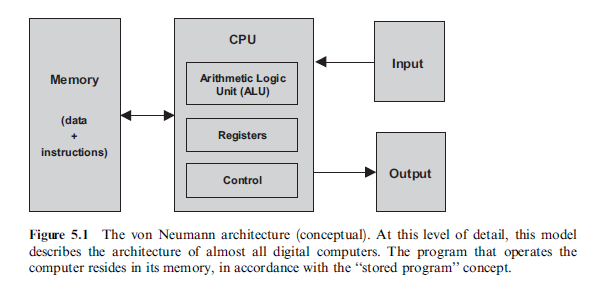 CPU
Memory
(data
+
instructions)
Arithmetic Logic
Unit (ALU)
Registers
Control
Input
Output
Figure 5.1 The von Neumann architecture (conceptual). At this level of detail, this model
describes the architecture of almost all digital computers. The program that operates the
computer resides in its memory, in accordance with the “stored program” concept.